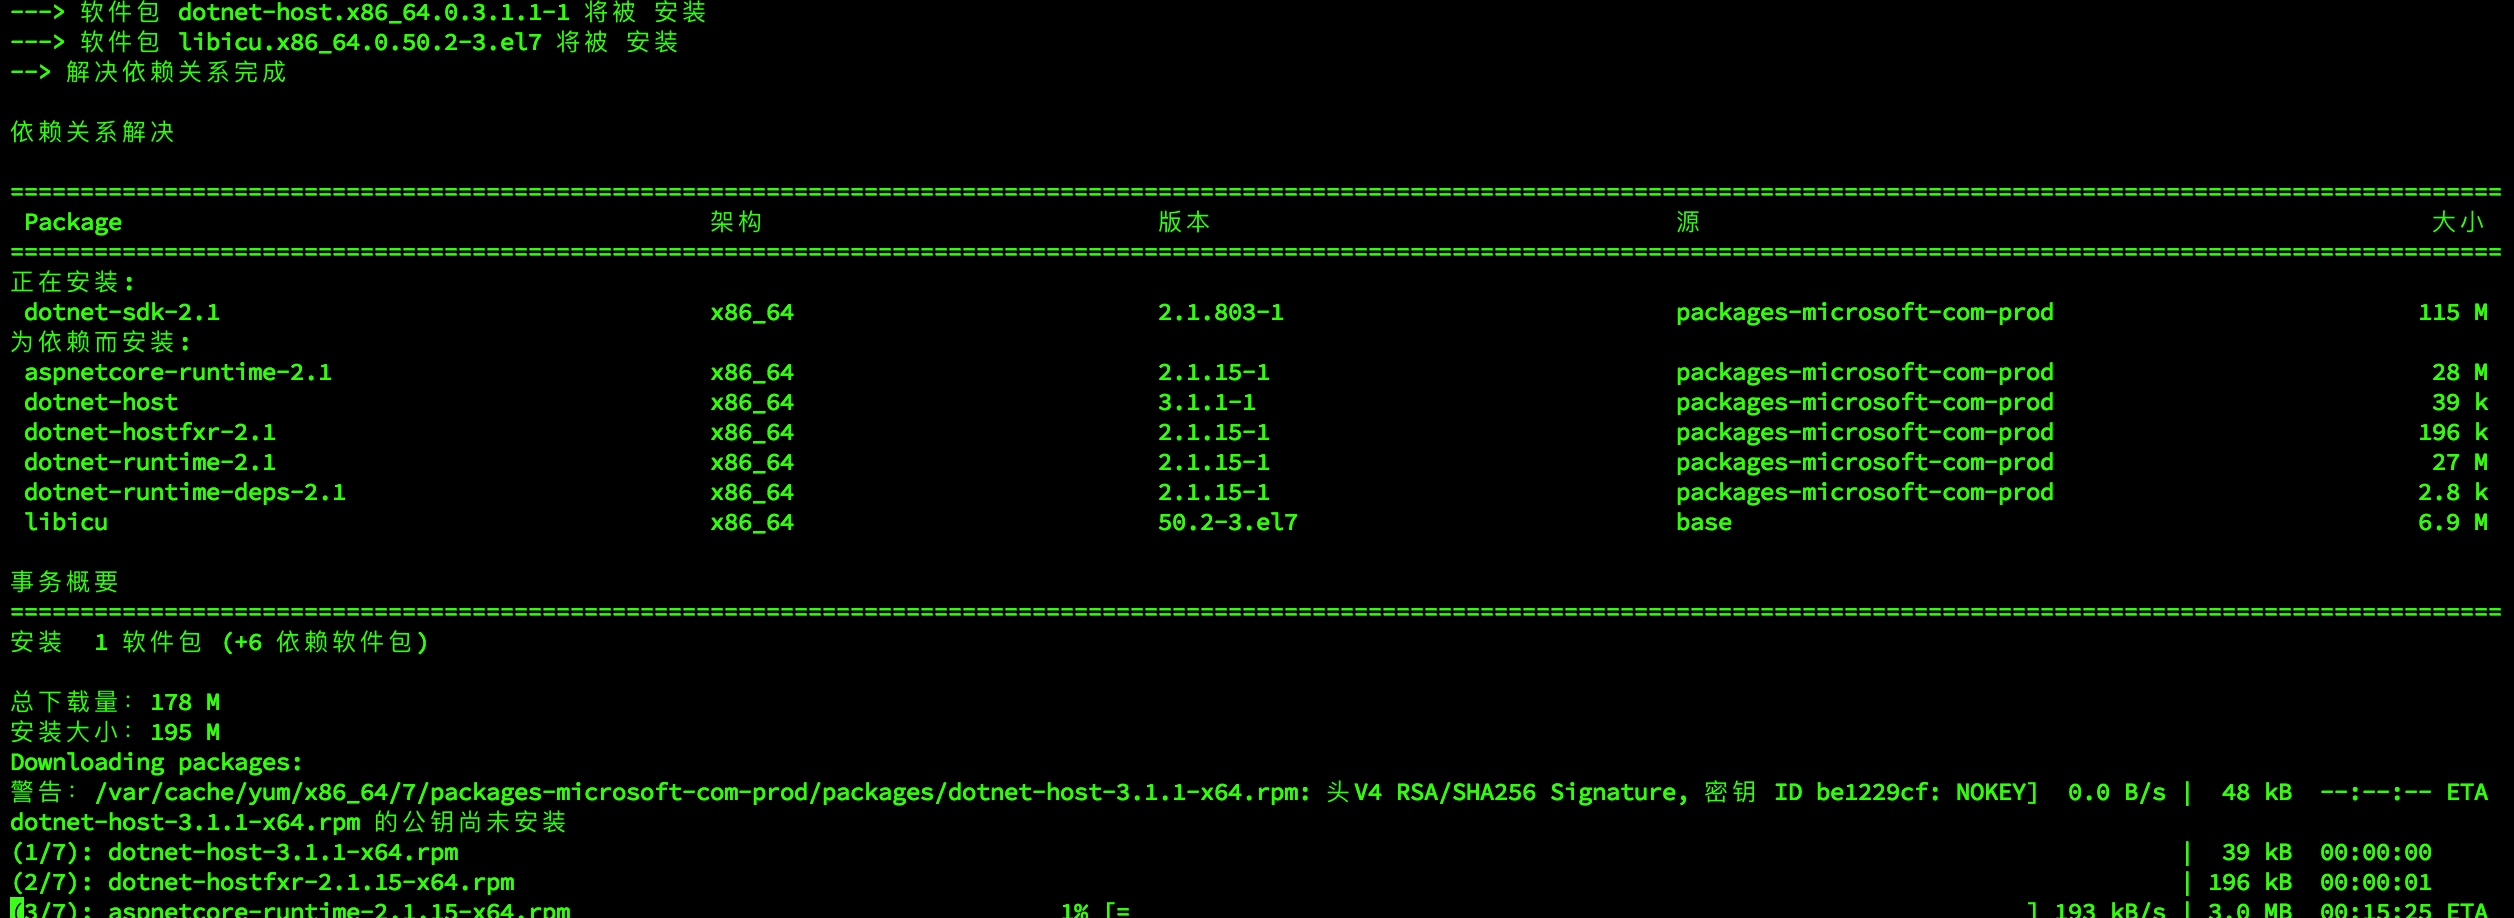 ---> 软件包 dotnet-host.x86_64.0.3.1.1-1 将被 安装
---> 软件包 libicu.x86_64.0.50.2-3.el7 将被 安装
--> 解决依赖关系完成
依赖关系解决
================================================================================
Package 架构 版本 源 大小
================================================================================
正在安装:
dotnet-sdk-2.1 x86_64 2.1.803-1 packages-microsoft-com-prod 115 M
为依赖而安装:
aspnetcore-runtime-2.1 x86_64 2.1.15-1 packages-microsoft-com-prod 28 M
dotnet-host x86_64 3.1.1-1 packages-microsoft-com-prod 39 k
dotnet-hostfxr-2.1 x86_64 2.1.15-1 packages-microsoft-com-prod 196 k
dotnet-runtime-2.1 x86_64 2.1.15-1 packages-microsoft-com-prod 27 M
dotnet-runtime-deps-2.1 x86_64 2.1.15-1 packages-microsoft-com-prod 2.8 k
libicu x86_64 50.2-3.el7 base 6.9 M
事务概要
================================================================================
安装  1 软件包 (+6 依赖软件包)
总下载量：178 M
安装大小：195 M
Downloading packages:
警告：/var/cache/yum/x86_64/7/packages-microsoft-com-prod/packages/dotnet-host-3.1.1-x64.rpm: 头V4 RSA/SHA256 Signature, 密钥 ID be1229cf: NOKEY]  0.0 B/s |  48 kB  --:--:-- ETA
dotnet-host-3.1.1-x64.rpm 的公钥尚未安装
(1/7): dotnet-host-3.1.1-x64.rpm |  39 kB  00:00:00
(2/7): dotnet-hostfxr-2.1.15-x64.rpm | 196 kB  00:00:01
(3/7): aspnetcore-runtime-2.1.15-x64.rpm 1% [= ] 193 kB/s | 3.0 MB  00:15:25 ETA